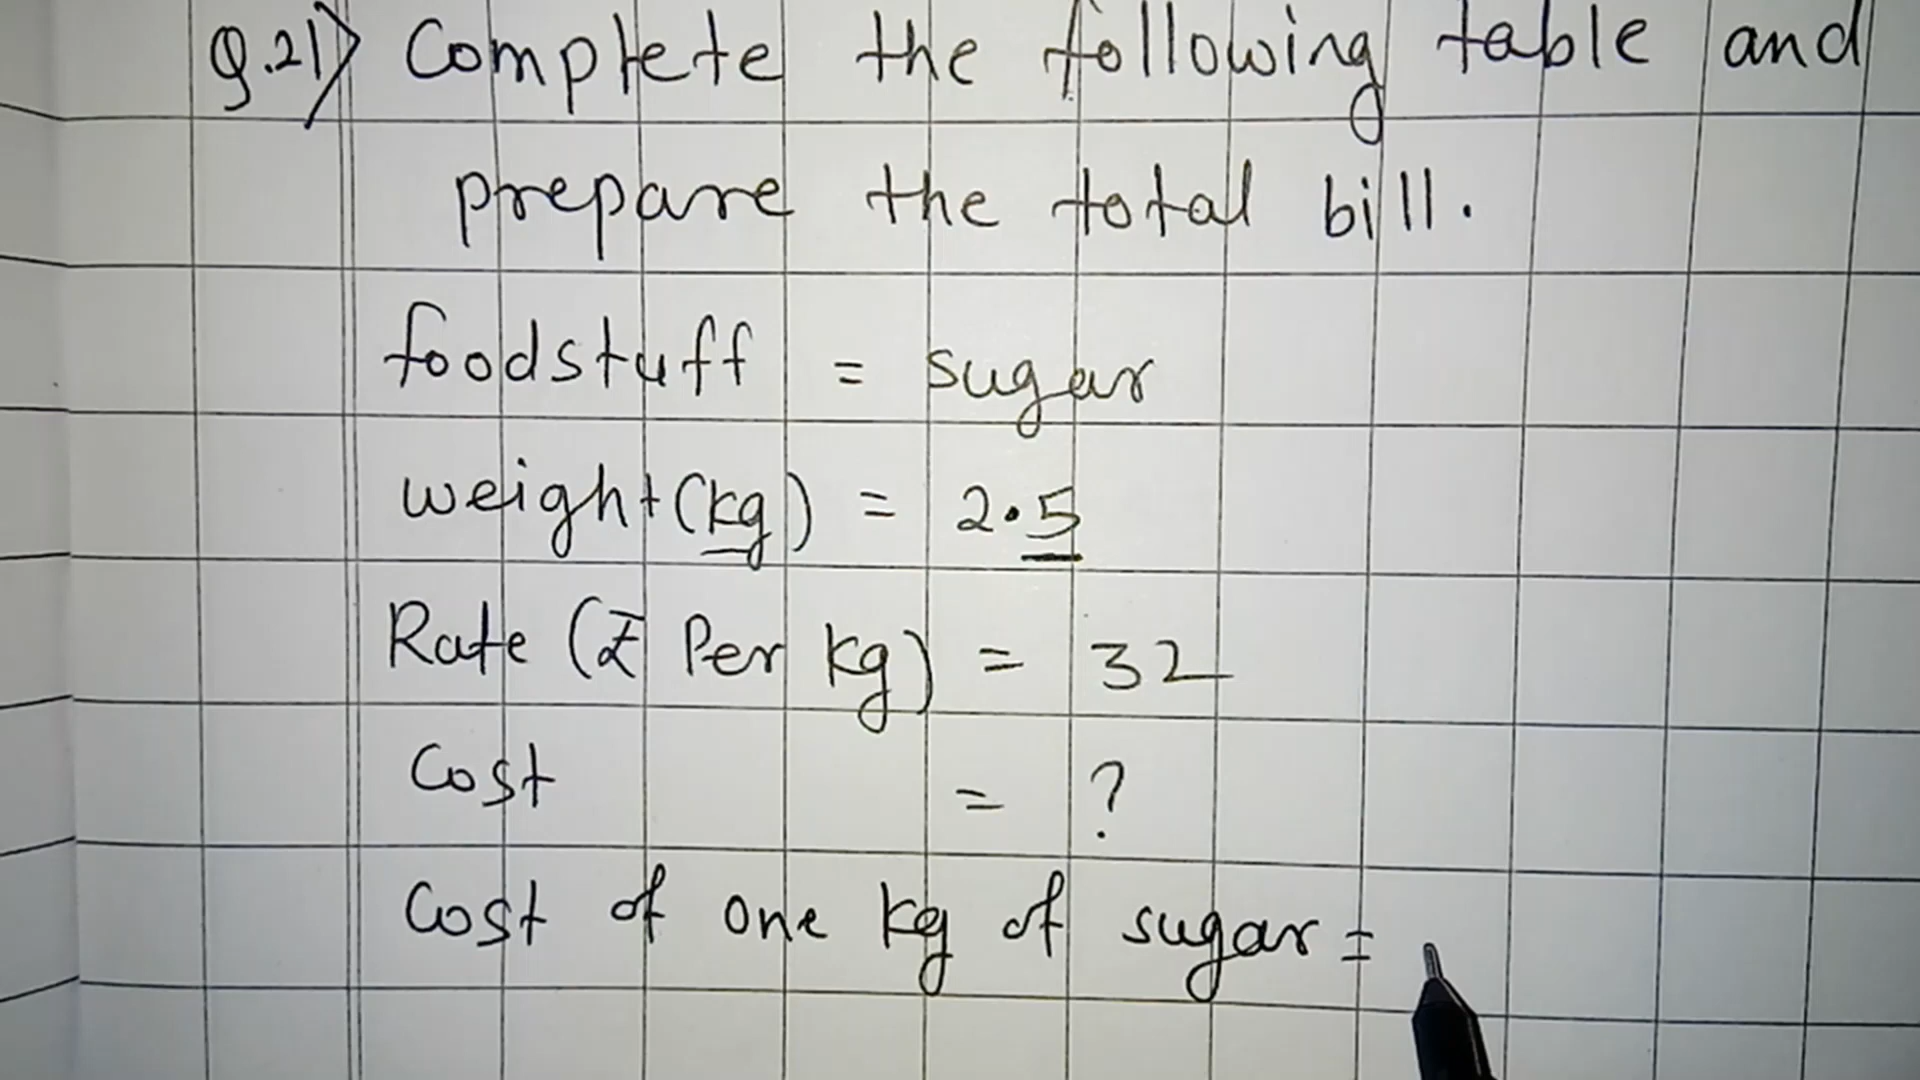 Q.21) Complete the following table and
prepare the total bill.
foodstuff = sugar
weight(kg) = 2.5
Rate (₹ Per kg) = 32
Cost = ?
Cost of one kg of sugar =